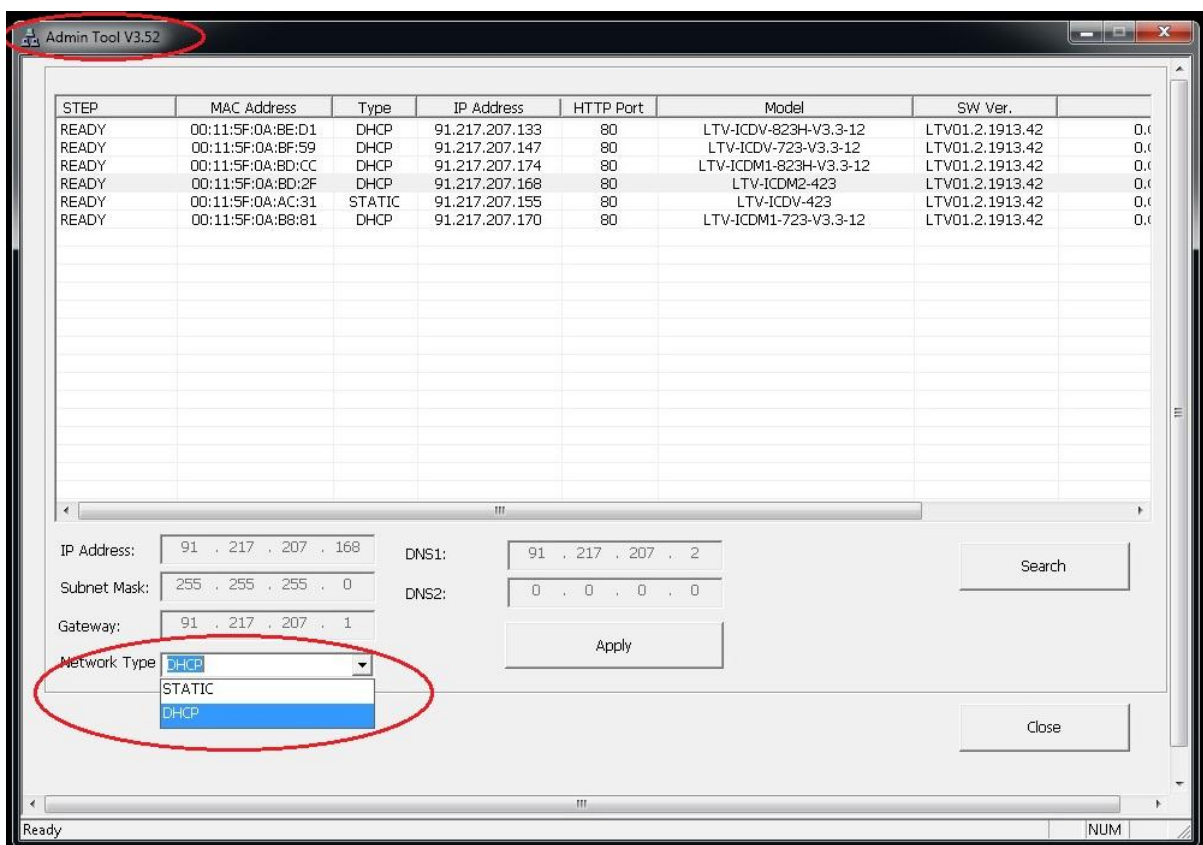 Admin Tool V3.52
STEP MAC Address Type IP Address HTTP Port Model SW Ver.
READY 00:11:5F:0A:BE:D1 DHCP 91.217.207.133 80 LTV-ICDV-823H-V3.3-12 LTV01.2.1913.42 0.
READY 00:11:5F:0A:BF:59 DHCP 91.217.207.147 80 LTV-ICDV-723-V3.3-12 LTV01.2.1913.42 0.
READY 00:11:5F:0A:BD:CC DHCP 91.217.207.174 80 LTV-ICDM1-823H-V3.3-12 LTV01.2.1913.42 0.
READY 00:11:5F:0A:BD:2F DHCP 91.217.207.168 80 LTV-ICDM2-423 LTV01.2.1913.42 0.
READY 00:11:5F:0A:AC:31 STATIC 91.217.207.155 80 LTV-ICDV-423 LTV01.2.1913.42 0.
READY 00:11:5F:0A:B8:81 DHCP 91.217.207.170 80 LTV-ICDM1-723-V3.3-12 LTV01.2.1913.42 0.
IP Address: 91 . 217 . 207 . 168 DNS1: 91 . 217 . 207 . 2
Search
Subnet Mask: 255 . 255 . 255 . 0 DNS2: 0 . 0 . 0 . 0
Gateway: 91 . 217 . 207 . 1
Apply
Network Type DHCP
STATIC
DHCP
Close
Ready NUM